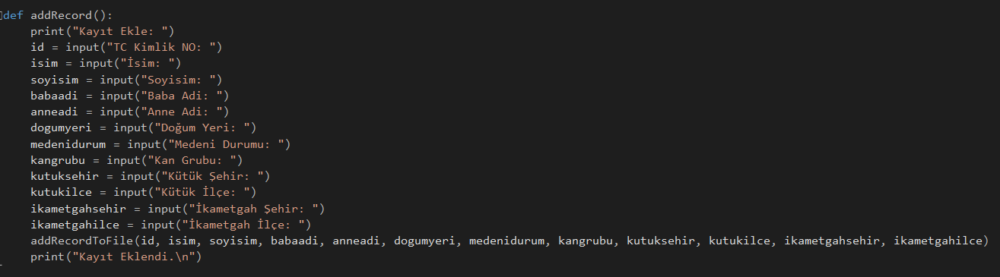 def addRecord():
    print("Kayıt Ekle: ")
    id = input("TC Kimlik NO: ")
    isim = input("İsim: ")
    soyisim = input("Soyisim: ")
    babaadi = input("Baba Adi: ")
    anneadi = input("Anne Adi: ")
    dogumyeri = input("Doğum Yeri: ")
    medenidurum = input("Medeni Durumu: ")
    kangrubu = input("Kan Grubu: ")
    kutuksehir = input("Kütük Şehir: ")
    kutukilce = input("Kütük İlçe: ")
    ikametgahsehir = input("İkametgah Şehir: ")
    ikametgahilce = input("İkametgah İlçe: ")
    addRecordToFile(id, isim, soyisim, babaadi, anneadi, dogumyeri, medenidurum, kangrubu, kutuksehir, kutukilce, ikametgahsehir, ikametgahilce)
    print("Kayıt Eklendi.\n")